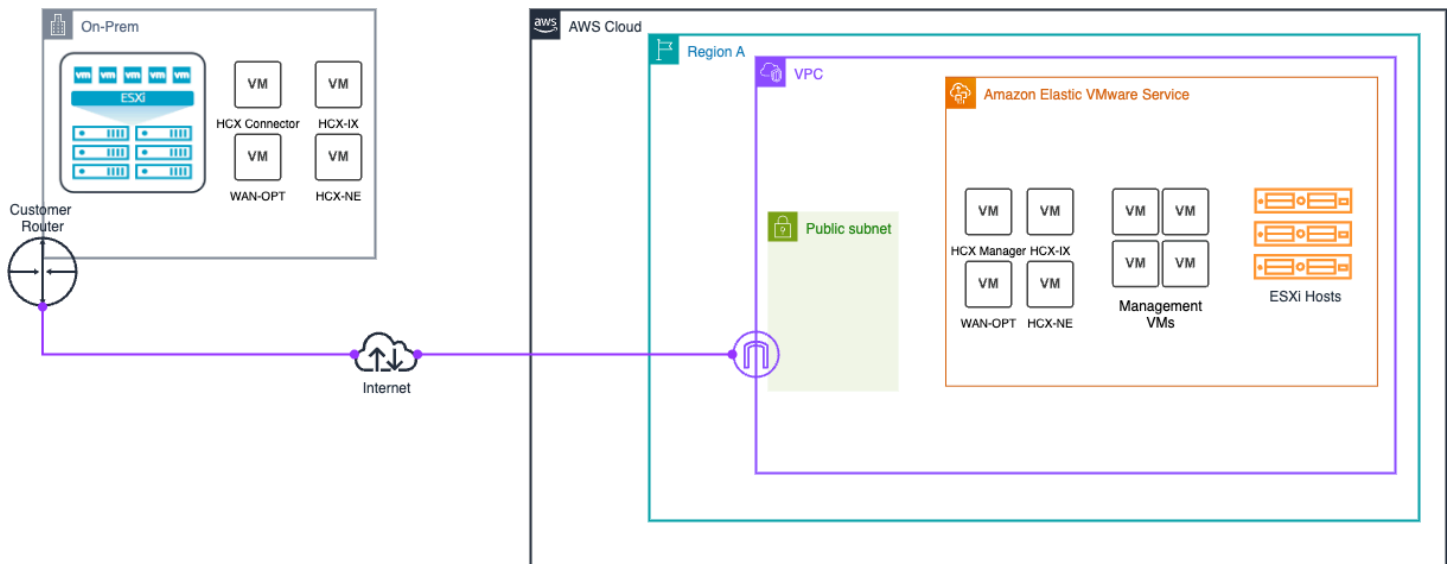 On-Prem
vm vm vm vm vm
ESXi
VM
VM
HCX Connector
HCX-IX
VM
VM
WAN-OPT
HCX-NE
Customer
Router
Internet
aws
AWS Cloud
Region A
VPC
Amazon Elastic VMware Service
Public subnet
VM
VM
HCX Manager
HCX-IX
VM
VM
WAN-OPT
HCX-NE
VM
VM
VM
VM
Management
VMs
ESXi Hosts